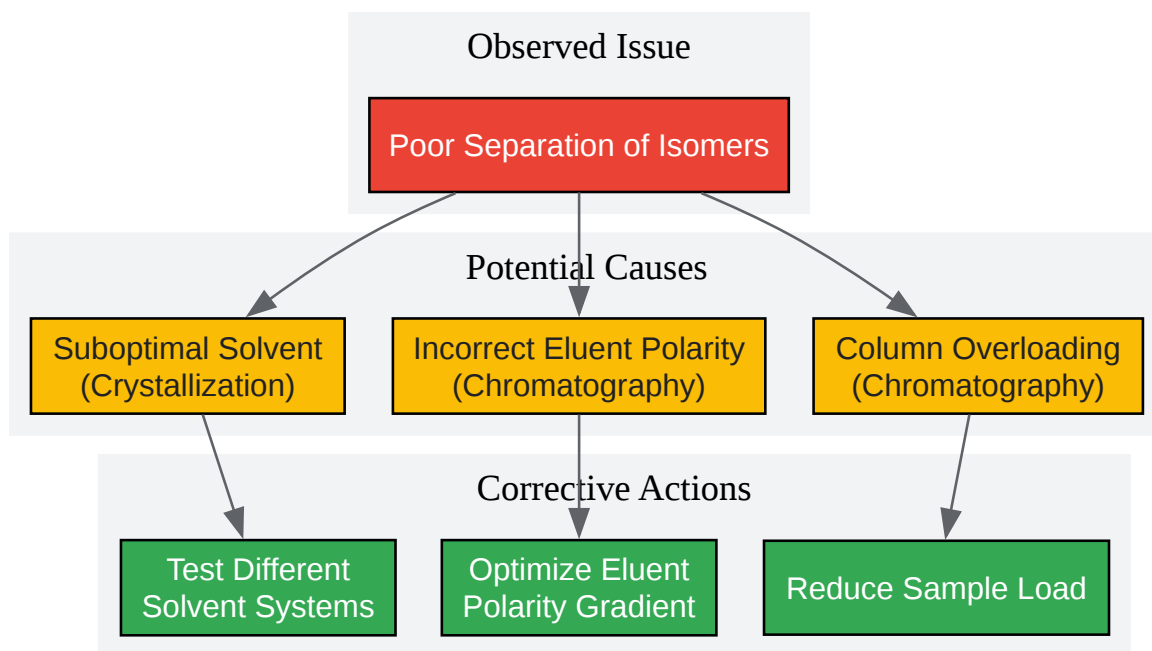 Observed Issue
Poor Separation of Isomers
Potential Causes
Suboptimal Solvent
(Crystallization)
Incorrect Eluent Polarity
(Chromatography)
Column Overloading
(Chromatography)
Corrective Actions
Test Different
Solvent Systems
Optimize Eluent
Polarity Gradient
Reduce Sample Load